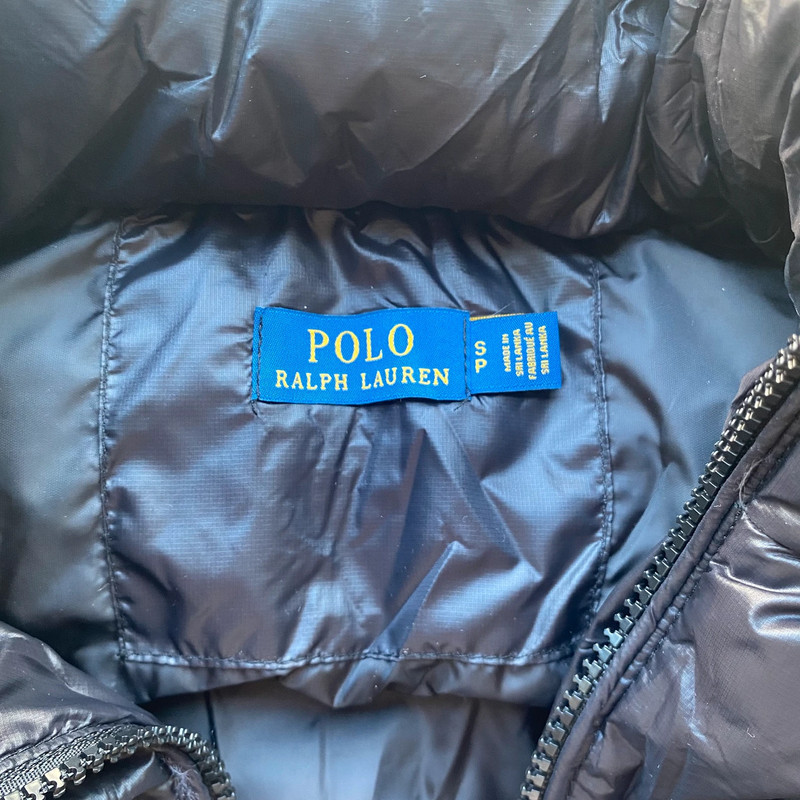 POLO
RALPH LAUREN
S
P
MADE IN
SRI LANKA
FABRIQUÉ AU
SRI LANKA